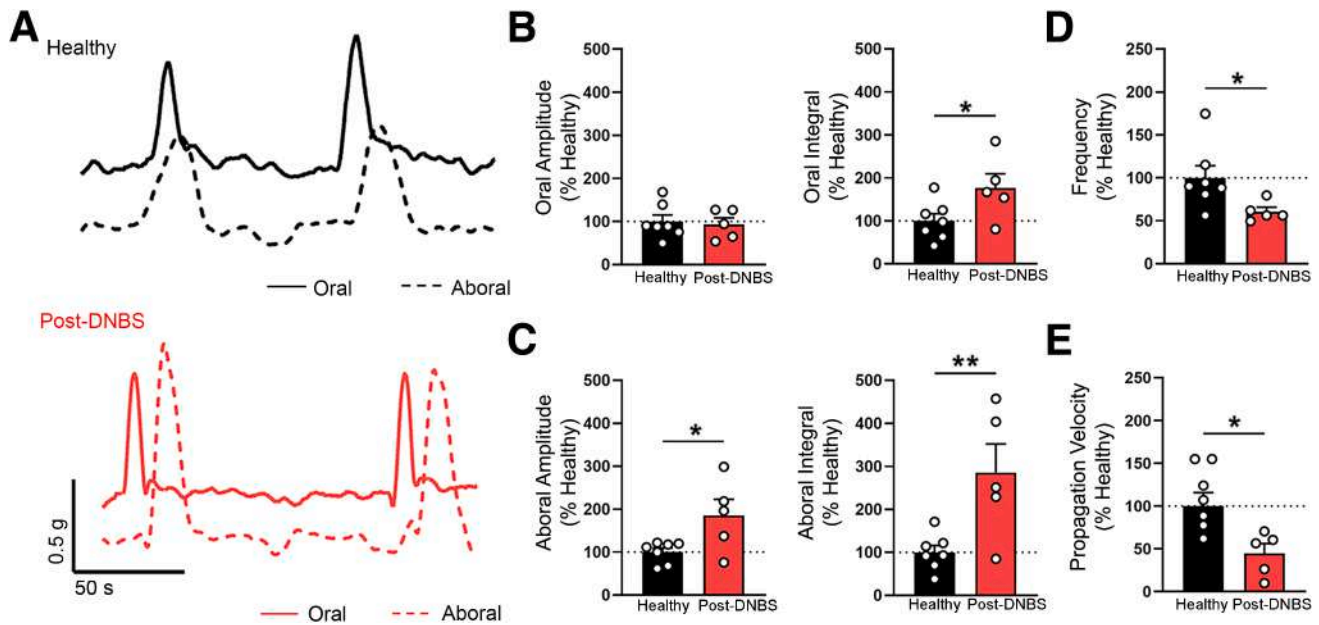 A
Healthy
Oral
Aboral
Post-DNBS
0.5 g
50 s
Oral
Aboral
B
Oral Amplitude
(% Healthy)
500
400
300
200
100
0
Healthy
Post-DNBS
Oral Integral
(% Healthy)
500
400
300
200
100
0
*
Healthy
Post-DNBS
C
Aboral Amplitude
(% Healthy)
500
400
300
200
100
0
*
Healthy
Post-DNBS
Aboral Integral
(% Healthy)
500
400
300
200
100
0
**
Healthy
Post-DNBS
D
Frequency
(% Healthy)
250
200
150
100
50
0
*
Healthy
Post-DNBS
E
Propagation Velocity
(% Healthy)
250
200
150
100
50
0
*
Healthy
Post-DNBS